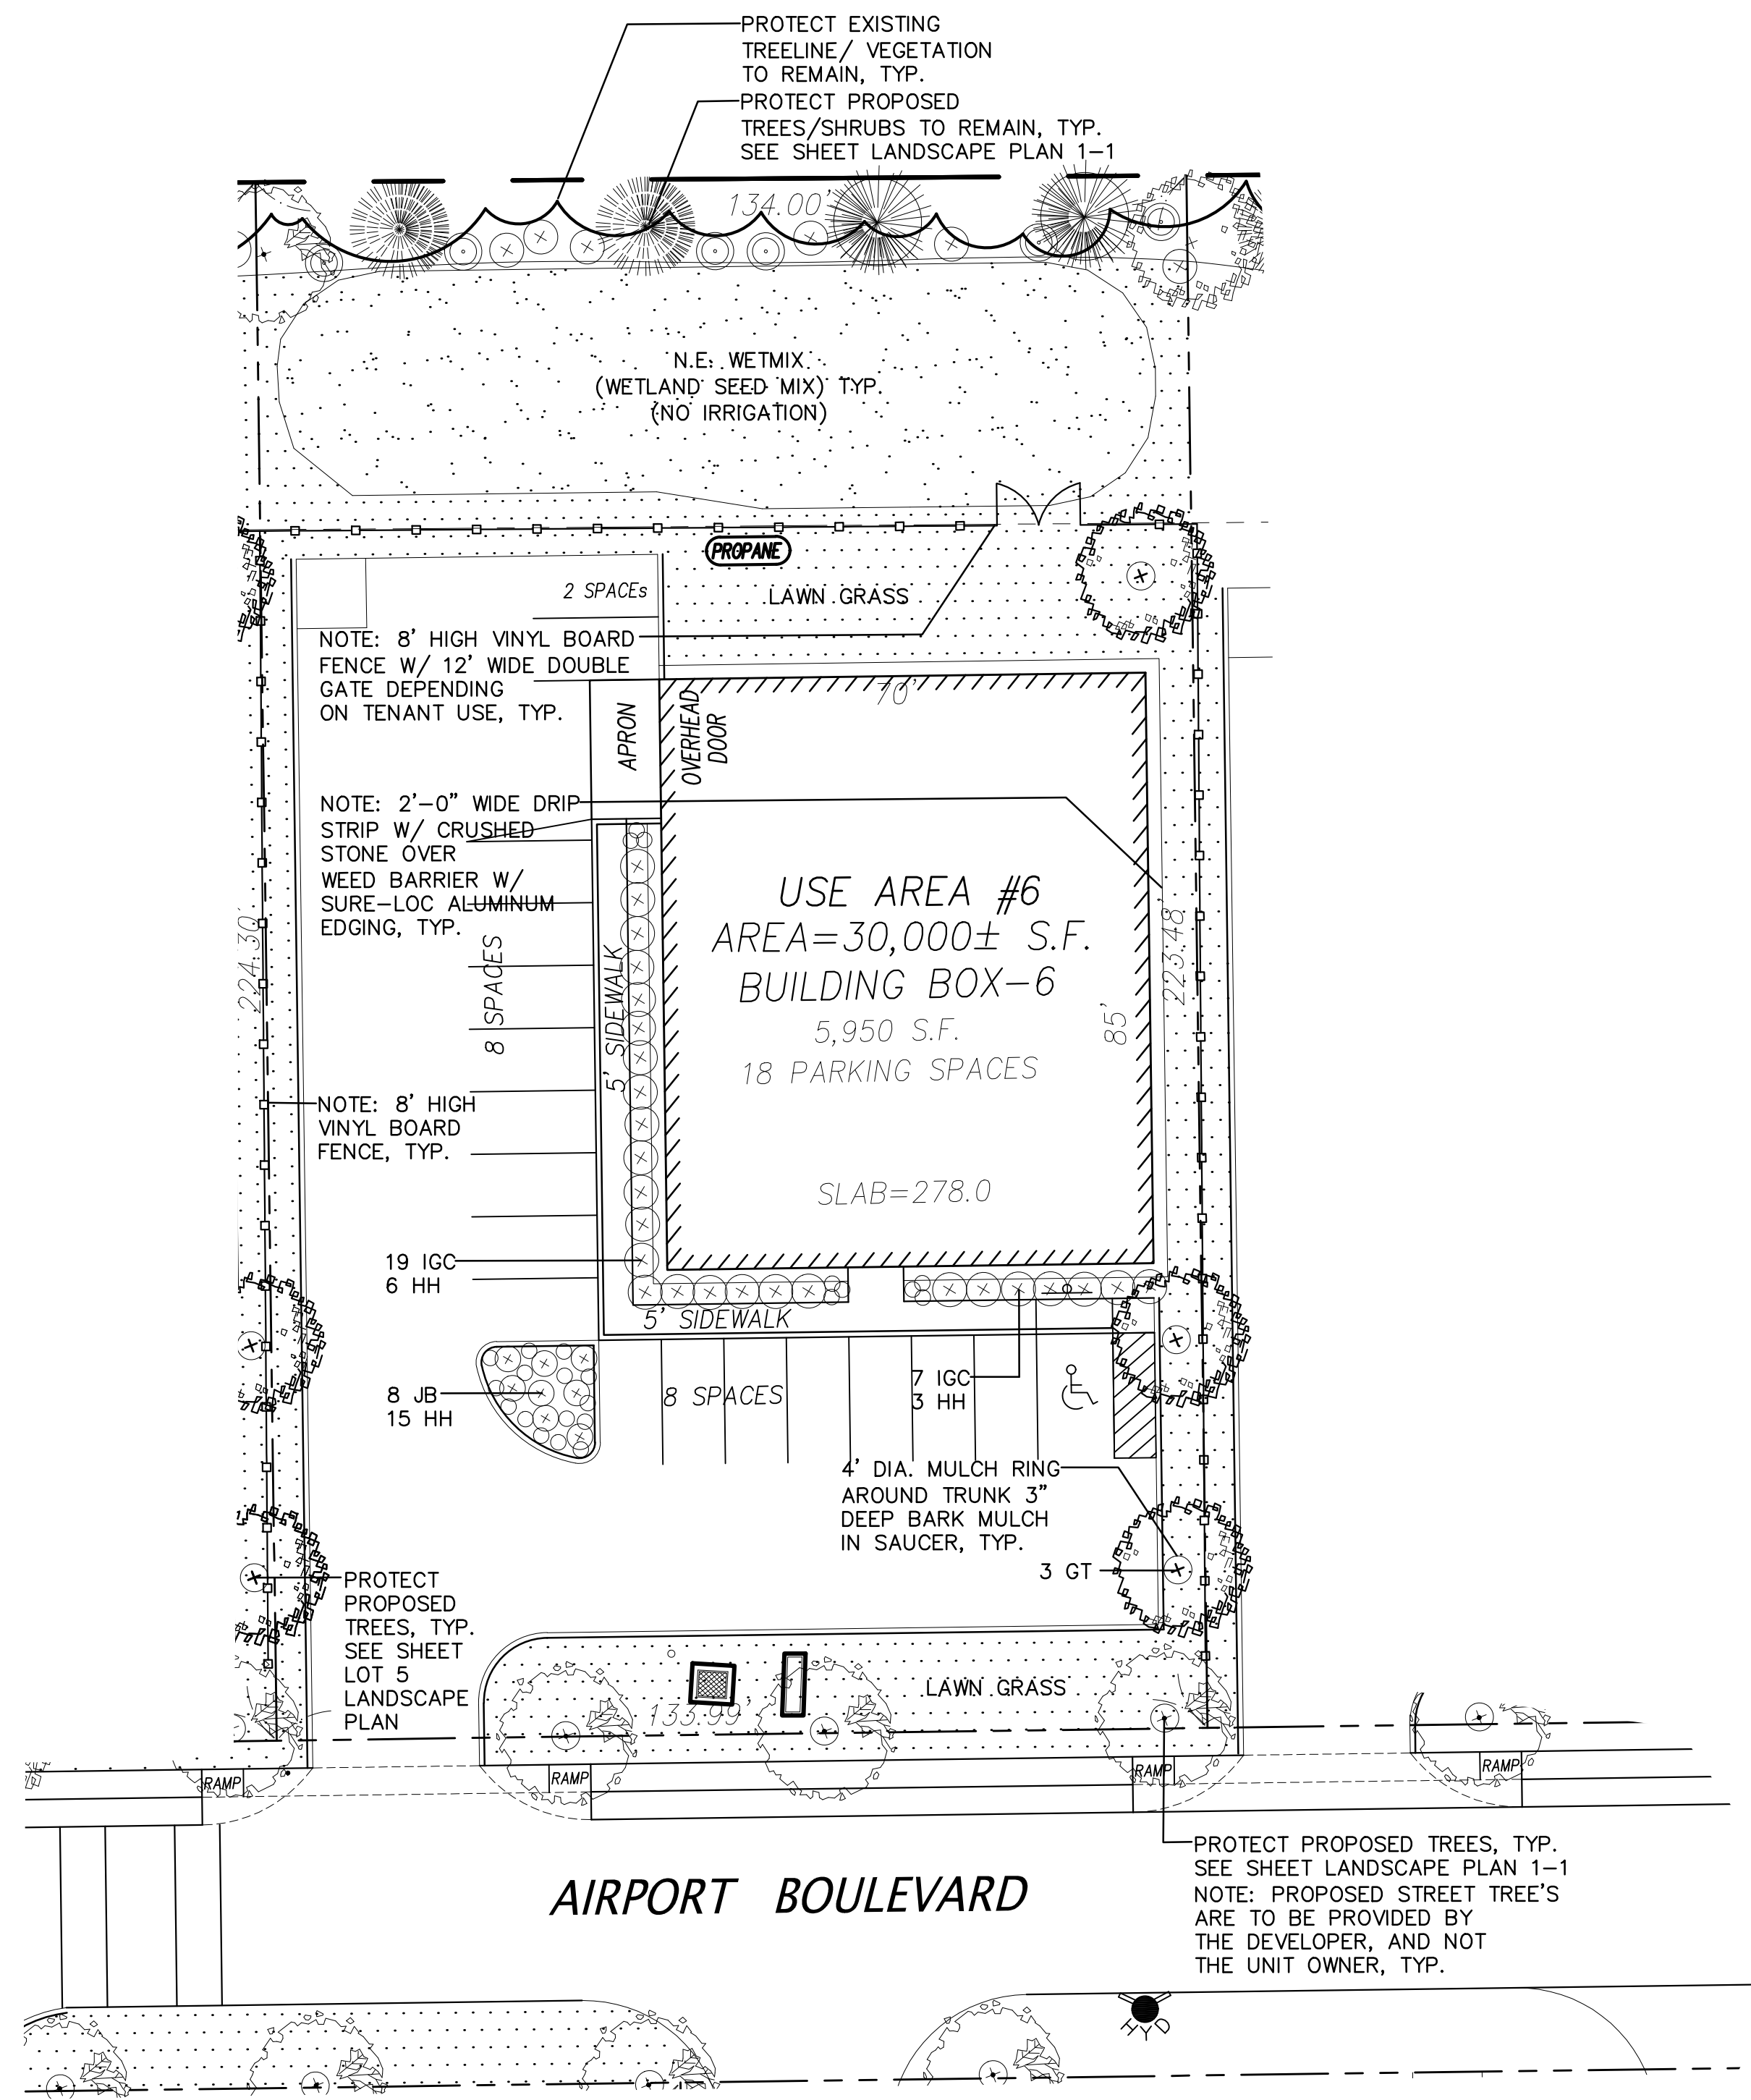 PROTECT EXISTING
TREELINE/ VEGETATION
TO REMAIN, TYP.
PROTECT PROPOSED
TREES/SHRUBS TO REMAIN, TYP.
SEE SHEET LANDSCAPE PLAN 1-1
134.00'
N.E. WETMIX
(WETLAND SEED MIX) TYP.
(NO IRRIGATION)
PROPANE
2 SPACEs
LAWN GRASS
NOTE: 8' HIGH VINYL BOARD
FENCE W/ 12' WIDE DOUBLE
GATE DEPENDING
ON TENANT USE, TYP.
70'
APRON
OVERHEAD
DOOR
NOTE: 2'-0" WIDE DRIP
STRIP W/ CRUSHED
STONE OVER
WEED BARRIER W/
SURE-LOC ALUMINUM
EDGING, TYP.
USE AREA #6
AREA=30,000± S.F.
BUILDING BOX-6
5,950 S.F.
18 PARKING SPACES
SLAB=278.0
224.30'
8 SPACES
5' SIDEWALK
85'
223.48'
NOTE: 8' HIGH
VINYL BOARD
FENCE, TYP.
19 IGC
6 HH
5' SIDEWALK
8 JB
15 HH
8 SPACES
7 IGC
3 HH
4' DIA. MULCH RING
AROUND TRUNK 3"
DEEP BARK MULCH
IN SAUCER, TYP.
3 GT
PROTECT
PROPOSED
TREES, TYP.
SEE SHEET
LOT 5
LANDSCAPE
PLAN
LAWN GRASS
133.99'
RAMP
RAMP
RAMP
RAMP
PROTECT PROPOSED TREES, TYP.
SEE SHEET LANDSCAPE PLAN 1-1
NOTE: PROPOSED STREET TREE'S
ARE TO BE PROVIDED BY
THE DEVELOPER, AND NOT
THE UNIT OWNER, TYP.
AIRPORT BOULEVARD
HYD